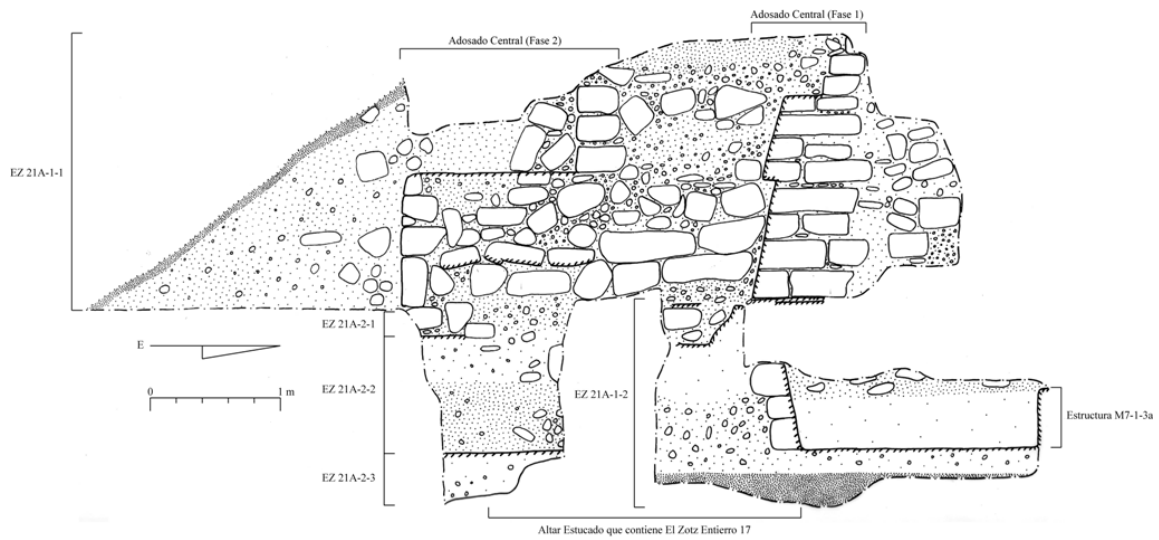 Adosado Central (Fase 1)
Adosado Central (Fase 2)
EZ 21A-1-1
EZ 21A-2-1
E
EZ 21A-2-2
EZ 21A-1-2
0 1 m
Estructura M7-1-3a
EZ 21A-2-3
Altar Estucado que contiene El Zotz Entierro 17